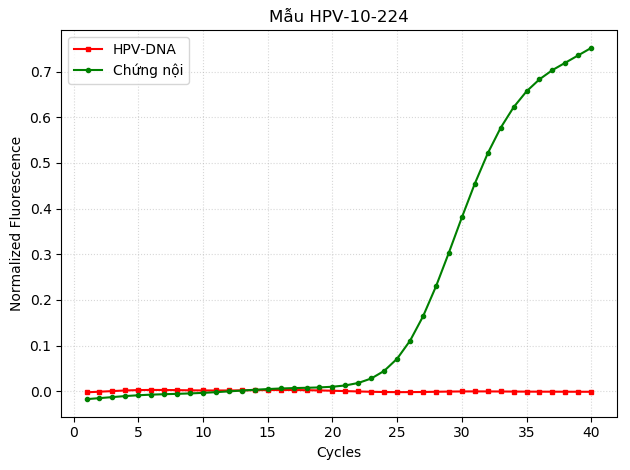 Mẫu HPV-10-224
HPV-DNA
Chứng nội
Normalized Fluorescence
0.7
0.6
0.5
0.4
0.3
0.2
0.1
0.0
0 5 10 15 20 25 30 35 40
Cycles